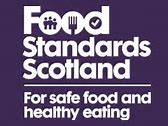 Food
Standards
Scotland
For safe food and
healthy eating